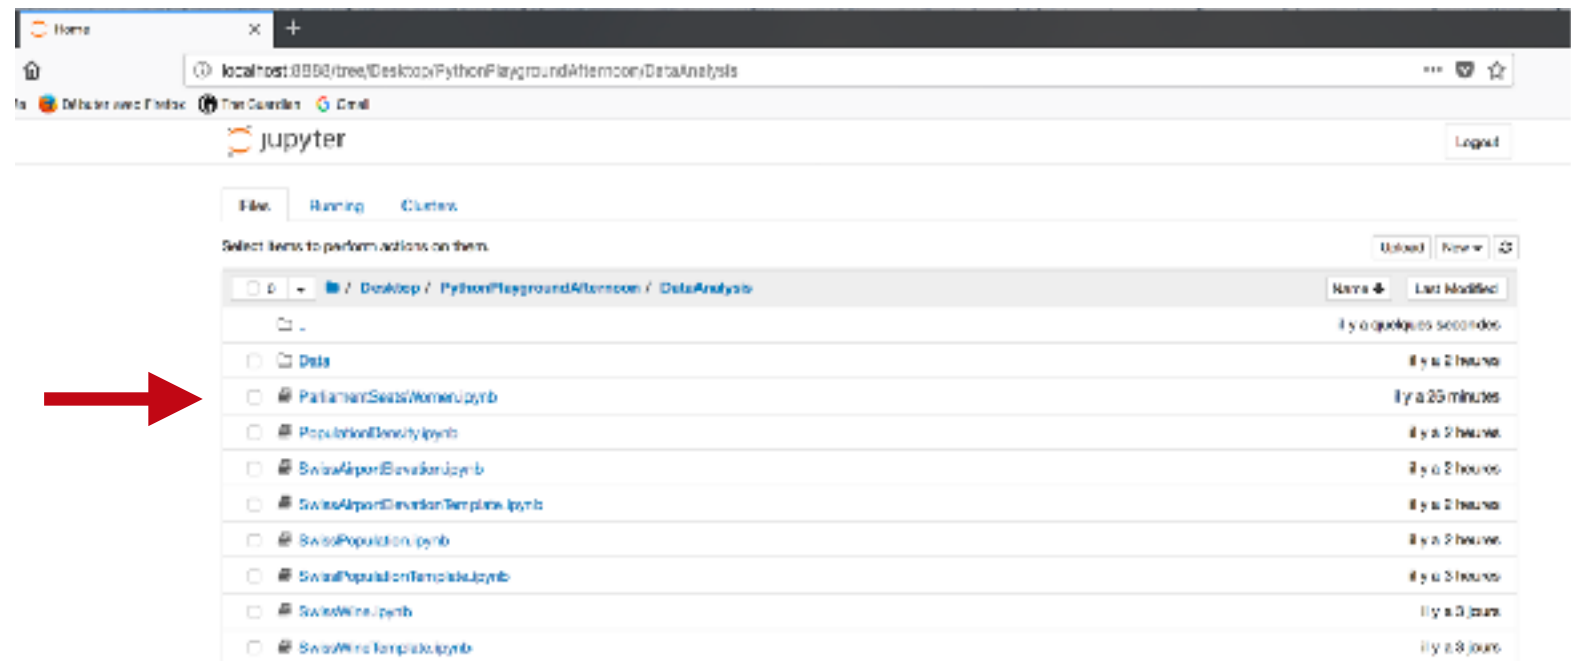 Home
localhost:8888/tree/Desktop/PythonPlaygroundAfternoon/DataAnalysis
Débuter avec Firefox The Guardian Gmail
jupyter
Logout
Files Running Clusters
Select items to perform actions on them.
Upload New
0 / Desktop / PythonPlaygroundAfternoon / DataAnalysis
Name Last Modified
.. il y a quelques secondes
Data il y a 2 heures
ParliamentSeatsWomen.ipynb il y a 26 minutes
PopulationDensity.ipynb il y a 2 heures
SwissAirportElevation.ipynb il y a 2 heures
SwissAirportElevationTemplate.ipynb il y a 2 heures
SwissPopulation.ipynb il y a 2 heures
SwissPopulationTemplate.ipynb il y a 3 heures
SwissWine.ipynb il y a 3 jours
SwissWineTemplate.ipynb il y a 3 jours